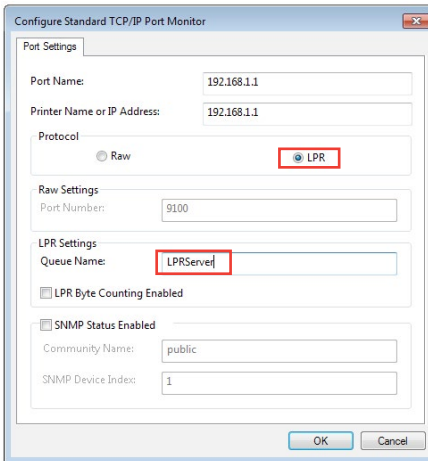 Configure Standard TCP/IP Port Monitor
Port Settings
Port Name: 192.168.1.1
Printer Name or IP Address: 192.168.1.1
Protocol
Raw LPR
Raw Settings
Port Number: 9100
LPR Settings
Queue Name: LPRServer
LPR Byte Counting Enabled
SNMP Status Enabled
Community Name: public
SNMP Device Index: 1
OK Cancel